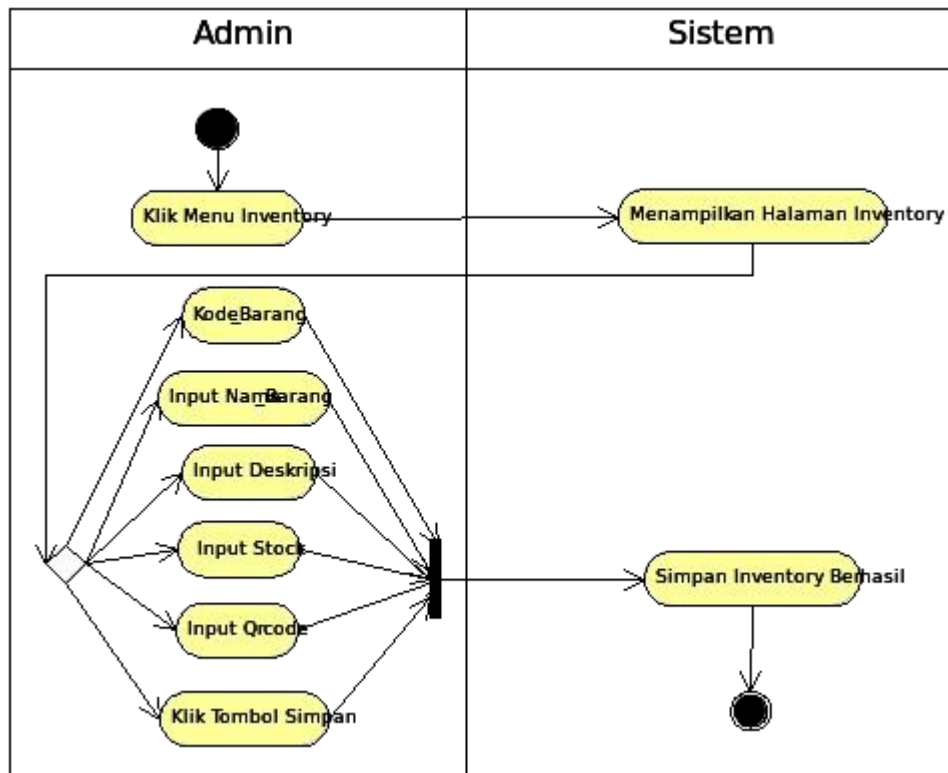 Admin
Sistem
Klik Menu Inventory
Menampilkan Halaman Inventory
Kode_Barang
Input Nama_Barang
Input Deskripsi
Input Stock
Input Qrcode
Klik Tombol Simpan
Simpan Inventory Berhasil